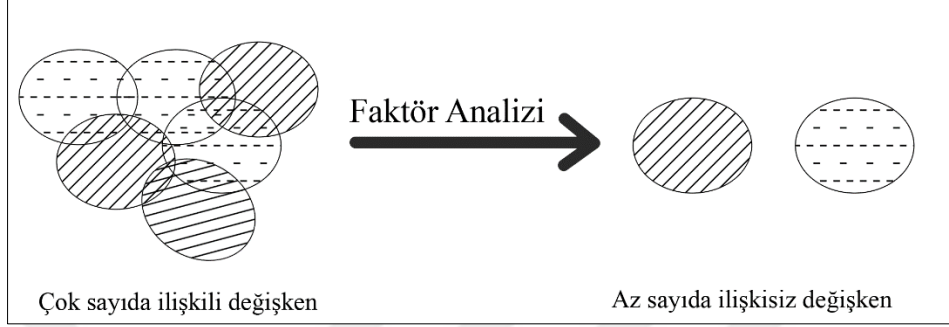 Faktör Analizi
Çok sayıda ilişkili değişken
Az sayıda ilişkisiz değişken